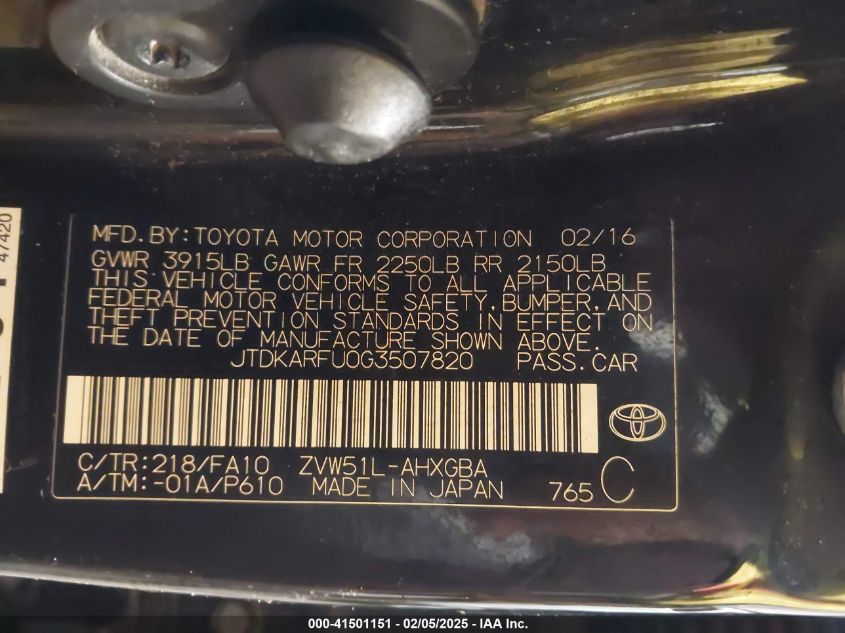 47420
MFD.BY:TOYOTA MOTOR CORPORATION 02/16
GVWR 3915LB GAWR FR 2250LB RR 2150LB
THIS VEHICLE CONFORMS TO ALL APPLICABLE
FEDERAL MOTOR VEHICLE SAFETY,BUMPER,AND
THEFT PREVENTION STANDARDS IN EFFECT ON
THE DATE OF MANUFACTURE SHOWN ABOVE.
JTDKARFU0G3507820 PASS.CAR
C/TR:218/FA10 ZVW51L-AHXGBA
A/TM:-01A/P610 MADE IN JAPAN 765 C
000-41501151 - 02/05/2025 - IAA Inc.